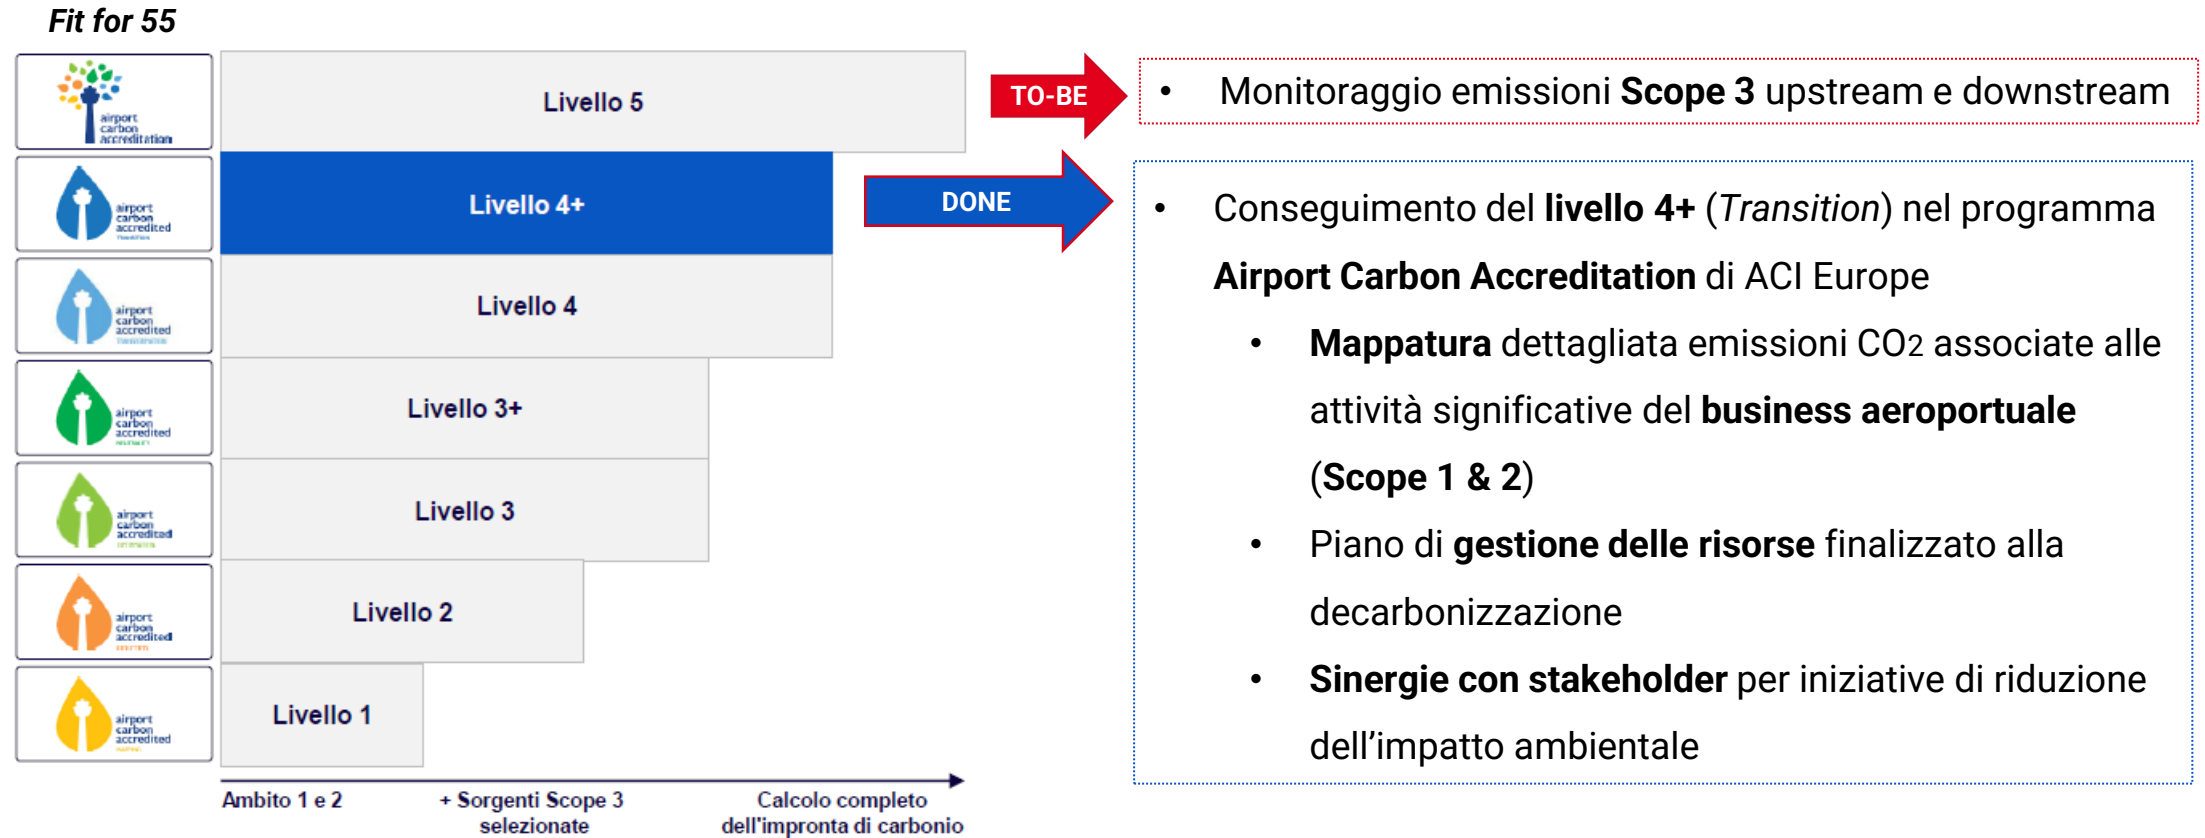 Fit for 55
airport
carbon
accreditation
Livello 5
TO-BE
• Monitoraggio emissioni Scope 3 upstream e downstream
airport
carbon
accredited
Livello 4+
DONE
• Conseguimento del livello 4+ (Transition) nel programma
Airport Carbon Accreditation di ACI Europe
• Mappatura dettagliata emissioni CO2 associate alle
attività significative del business aeroportuale
(Scope 1 & 2)
• Piano di gestione delle risorse finalizzato alla
decarbonizzazione
• Sinergie con stakeholder per iniziative di riduzione
dell’impatto ambientale
airport
carbon
accredited
Livello 4
airport
carbon
accredited
Livello 3+
airport
carbon
accredited
Livello 3
airport
carbon
accredited
Livello 2
airport
carbon
accredited
Livello 1
Ambito 1 e 2
+ Sorgenti Scope 3
selezionate
Calcolo completo
dell'impronta di carbonio